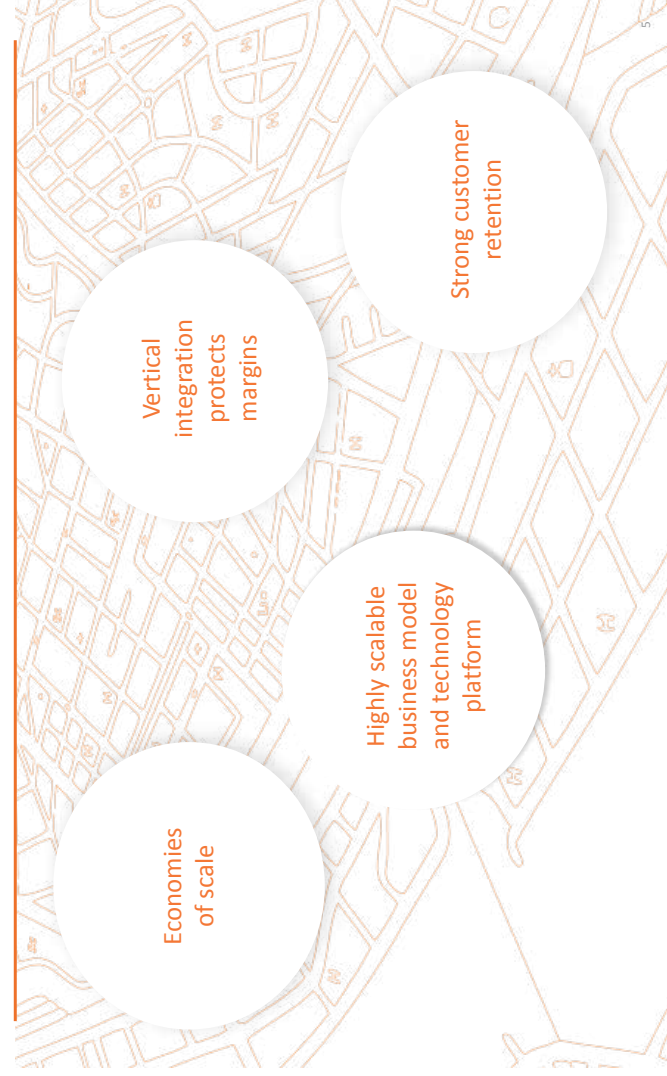 Economies
of scale
Highly scalable
business model
and technology
platform
Vertical
integration
protects
margins
Strong customer
retention
5